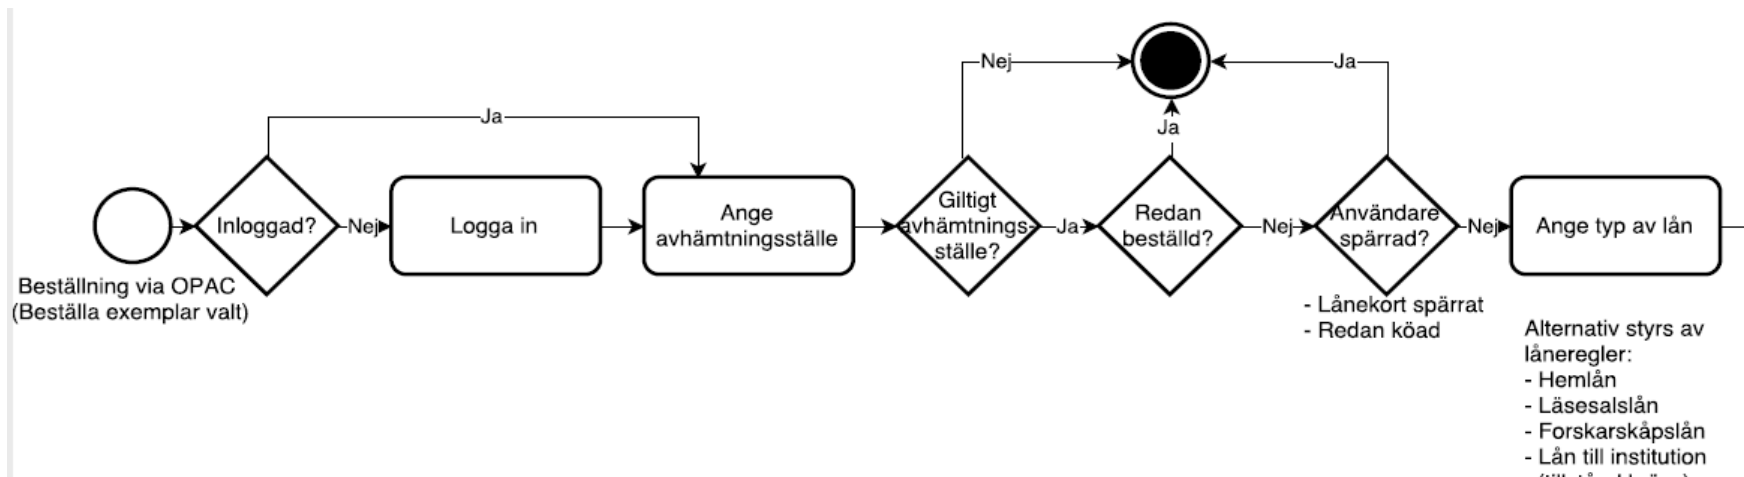 Nej
Ja
Ja
Ja
Inloggad?
Nej
Logga in
Ange
avhämtningsställe
Giltigt
avhämtnings-
ställe?
Ja
Redan
beställd?
Nej
Användare
spärrad?
Nej
Ange typ av lån
Beställning via OPAC
(Beställa exemplar valt)
- Lånekort spärrat
- Redan köad
Alternativ styrs av
låneregler:
- Hemlån
- Läsesalslån
- Forskarskåpslån
- Lån till institution